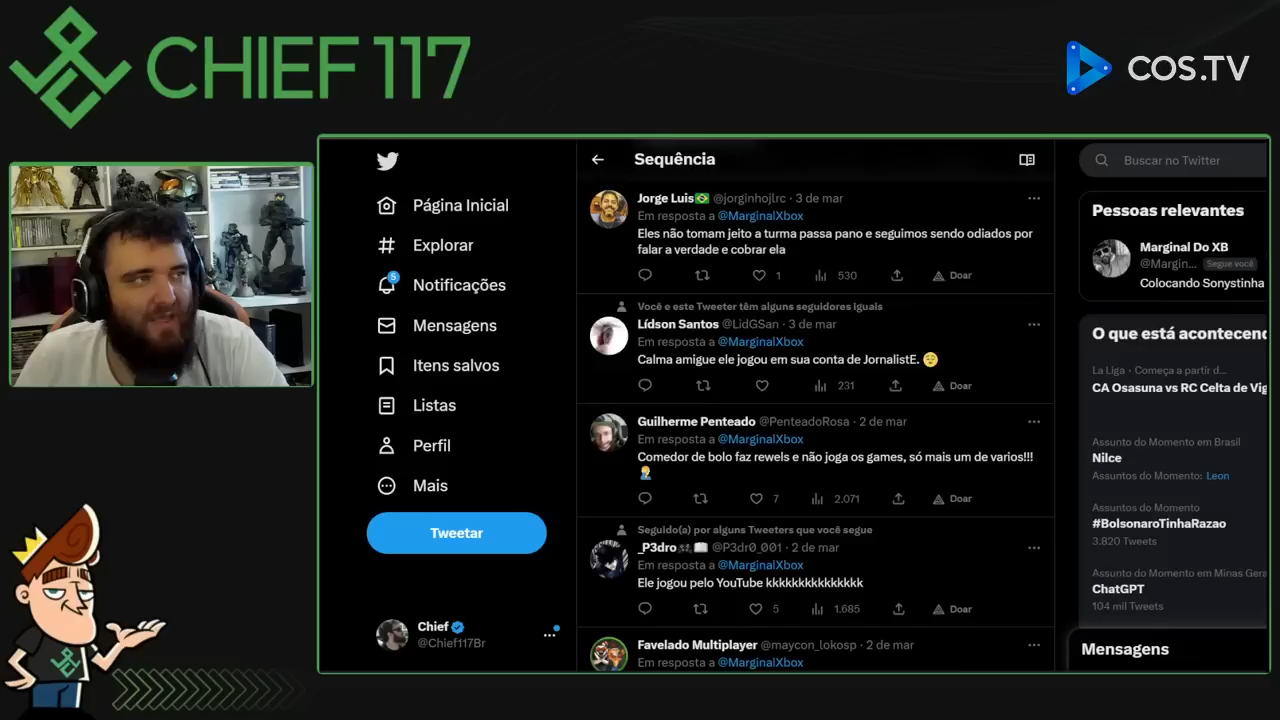 CHIEF 117
COS.TV
Página Inicial
Explorar
5
Notificações
Mensagens
Itens salvos
Listas
Perfil
Mais
Tweetar
Chief
@Chief117Br
Sequência
Jorge Luis🇧🇷 @jorginhojlrc · 3 de mar
Em resposta a @MarginalXbox
Eles não tomam jeito a turma passa pano e seguimos sendo odiados por
falar a verdade e cobrar ela
1 530 Doar
Você e este Tweeter têm alguns seguidores iguais
Lídson Santos @LidGSan · 3 de mar
Em resposta a @MarginalXbox
Calma amigue ele jogou em sua conta de JornalistE. 😌
231 Doar
Guilherme Penteado @PenteadoRosa · 2 de mar
Em resposta a @MarginalXbox
Comedor de bolo faz rewels e não joga os games, só mais um de varios!!!
🤦‍♂️
7 2.071 Doar
Seguido(a) por alguns Tweeters que você segue
_P3dro🎮📖 @P3dr0_001 · 2 de mar
Em resposta a @MarginalXbox
Ele jogou pelo YouTube kkkkkkkkkkkkkkk
5 1.685 Doar
Favelado Multiplayer @maycon_lokosp · 2 de mar
Em resposta a @MarginalXbox
Buscar no Twitter
Pessoas relevantes
Marginal Do XB
@Margin... Segue você
Colocando Sonystinha
O que está acontecend
La Liga · Começa a partir d...
CA Osasuna vs RC Celta de Vig
Assunto do Momento em Brasil
Nilce
Assuntos do Momento: Leon
Assuntos do Momento
#BolsonaroTinhaRazao
3.820 Tweets
Assunto do Momento em Minas Gera
ChatGPT
104 mil Tweets
Mensagens